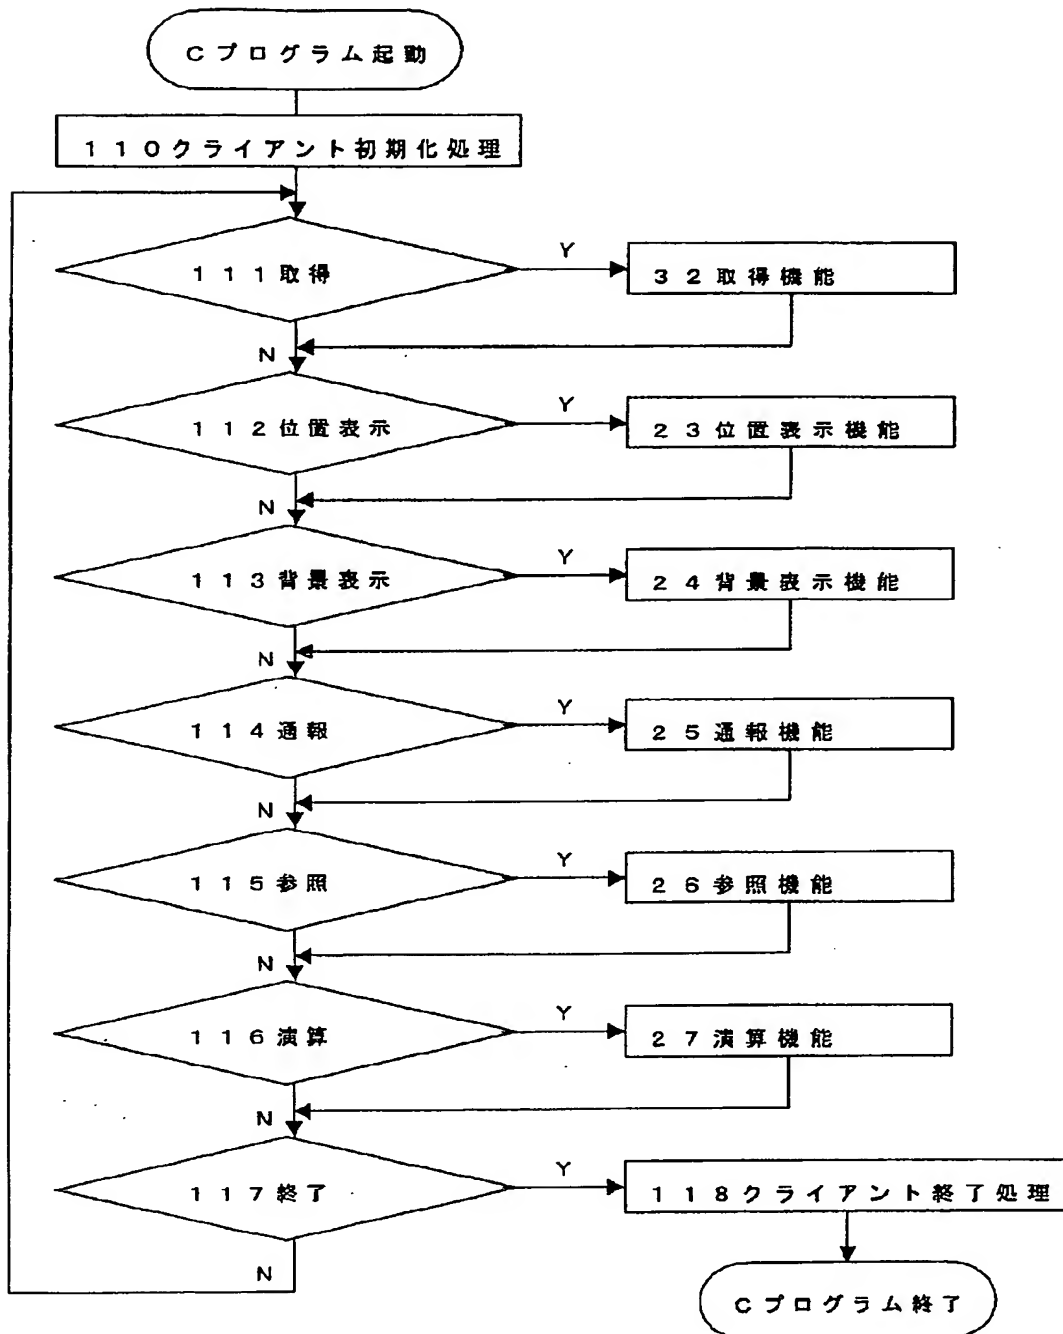 Cプログラム起動
110クライアント初期化処理
111取得
Y
32取得機能
N
112位置表示
Y
23位置表示機能
N
113背景表示
Y
24背景表示機能
N
114通報
Y
25通報機能
N
115参照
Y
26参照機能
N
116演算
Y
27演算機能
N
117終了
Y
118クライアント終了処理
N
Cプログラム終了